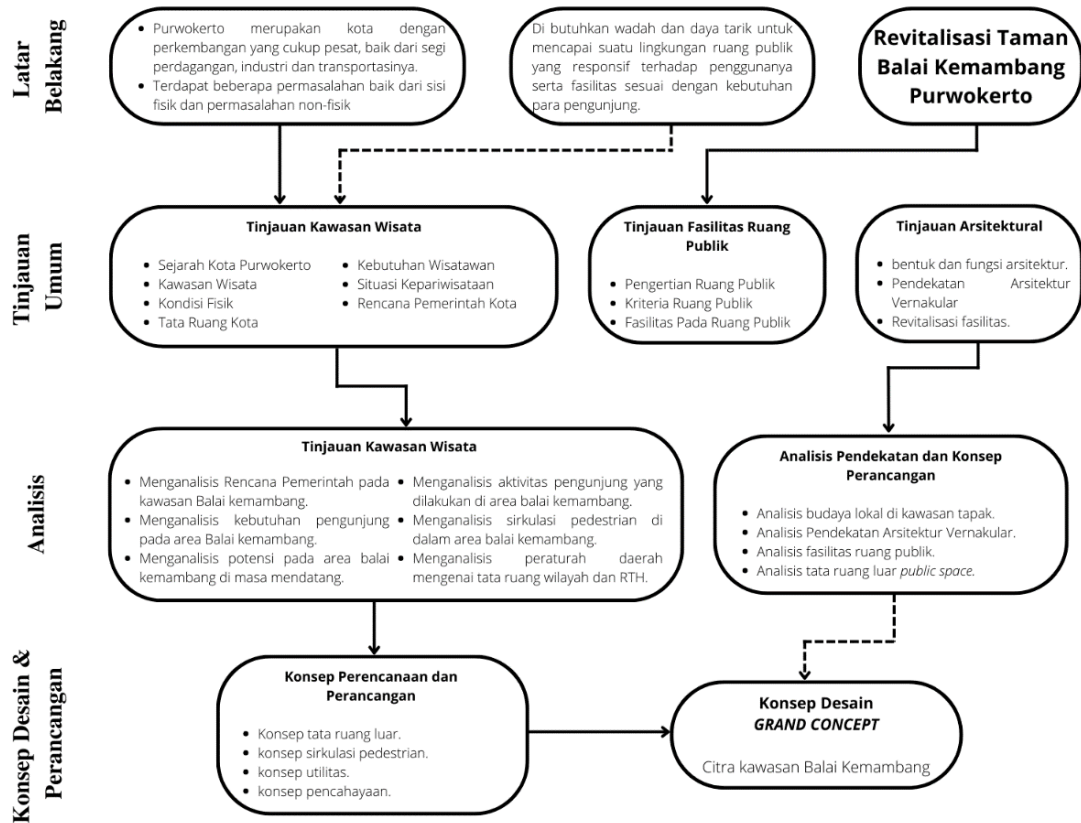 Latar
Belakang
• Purwokerto merupakan kota dengan
perkembangan yang cukup pesat, baik dari segi
perdagangan, industri dan transportasinya.
• Terdapat beberapa permasalahan baik dari sisi
fisik dan permasalahan non-fisik
Di butuhkan wadah dan daya tarik untuk
mencapai suatu lingkungan ruang publik
yang responsif terhadap penggunanya
serta fasilitas sesuai dengan kebutuhan
para pengunjung.
Revitalisasi Taman
Balai Kemambang
Purwokerto
Tinjauan
Umum
Tinjauan Kawasan Wisata
• Sejarah Kota Purwokerto
• Kawasan Wisata
• Kondisi Fisik
• Tata Ruang Kota
• Kebutuhan Wisatawan
• Situasi Kepariwisataan
• Rencana Pemerintah Kota
Tinjauan Fasilitas Ruang
Publik
• Pengertian Ruang Publik
• Kriteria Ruang Publik
• Fasilitas Pada Ruang Publik
Tinjauan Arsitektural
• bentuk dan fungsi arsitektur.
• Pendekatan Arsitektur
Vernakular
• Revitalisasi fasilitas.
Analisis
Tinjauan Kawasan Wisata
• Menganalisis Rencana Pemerintah pada
kawasan Balai kemambang.
• Menganalisis kebutuhan pengunjung
pada area Balai kemambang.
• Menganalisis potensi pada area balai
kemambang di masa mendatang.
• Menganalisis aktivitas pengunjung yang
dilakukan di area balai kemambang.
• Menganalisis sirkulasi pedestrian di
dalam area balai kemambang.
• Menganalisis peraturah daerah
mengenai tata ruang wilayah dan RTH.
Analisis Pendekatan dan Konsep
Perancangan
• Analisis budaya lokal di kawasan tapak.
• Analisis Pendekatan Arsitektur Vernakular.
• Analisis fasilitas ruang publik.
• Analisis tata ruang luar public space.
Konsep Desain &
Perancangan
Konsep Perencanaan dan
Perancangan
• Konsep tata ruang luar.
• konsep sirkulasi pedestrian.
• konsep utilitas.
• konsep pencahayaan.
Konsep Desain
GRAND CONCEPT
Citra kawasan Balai Kemambang